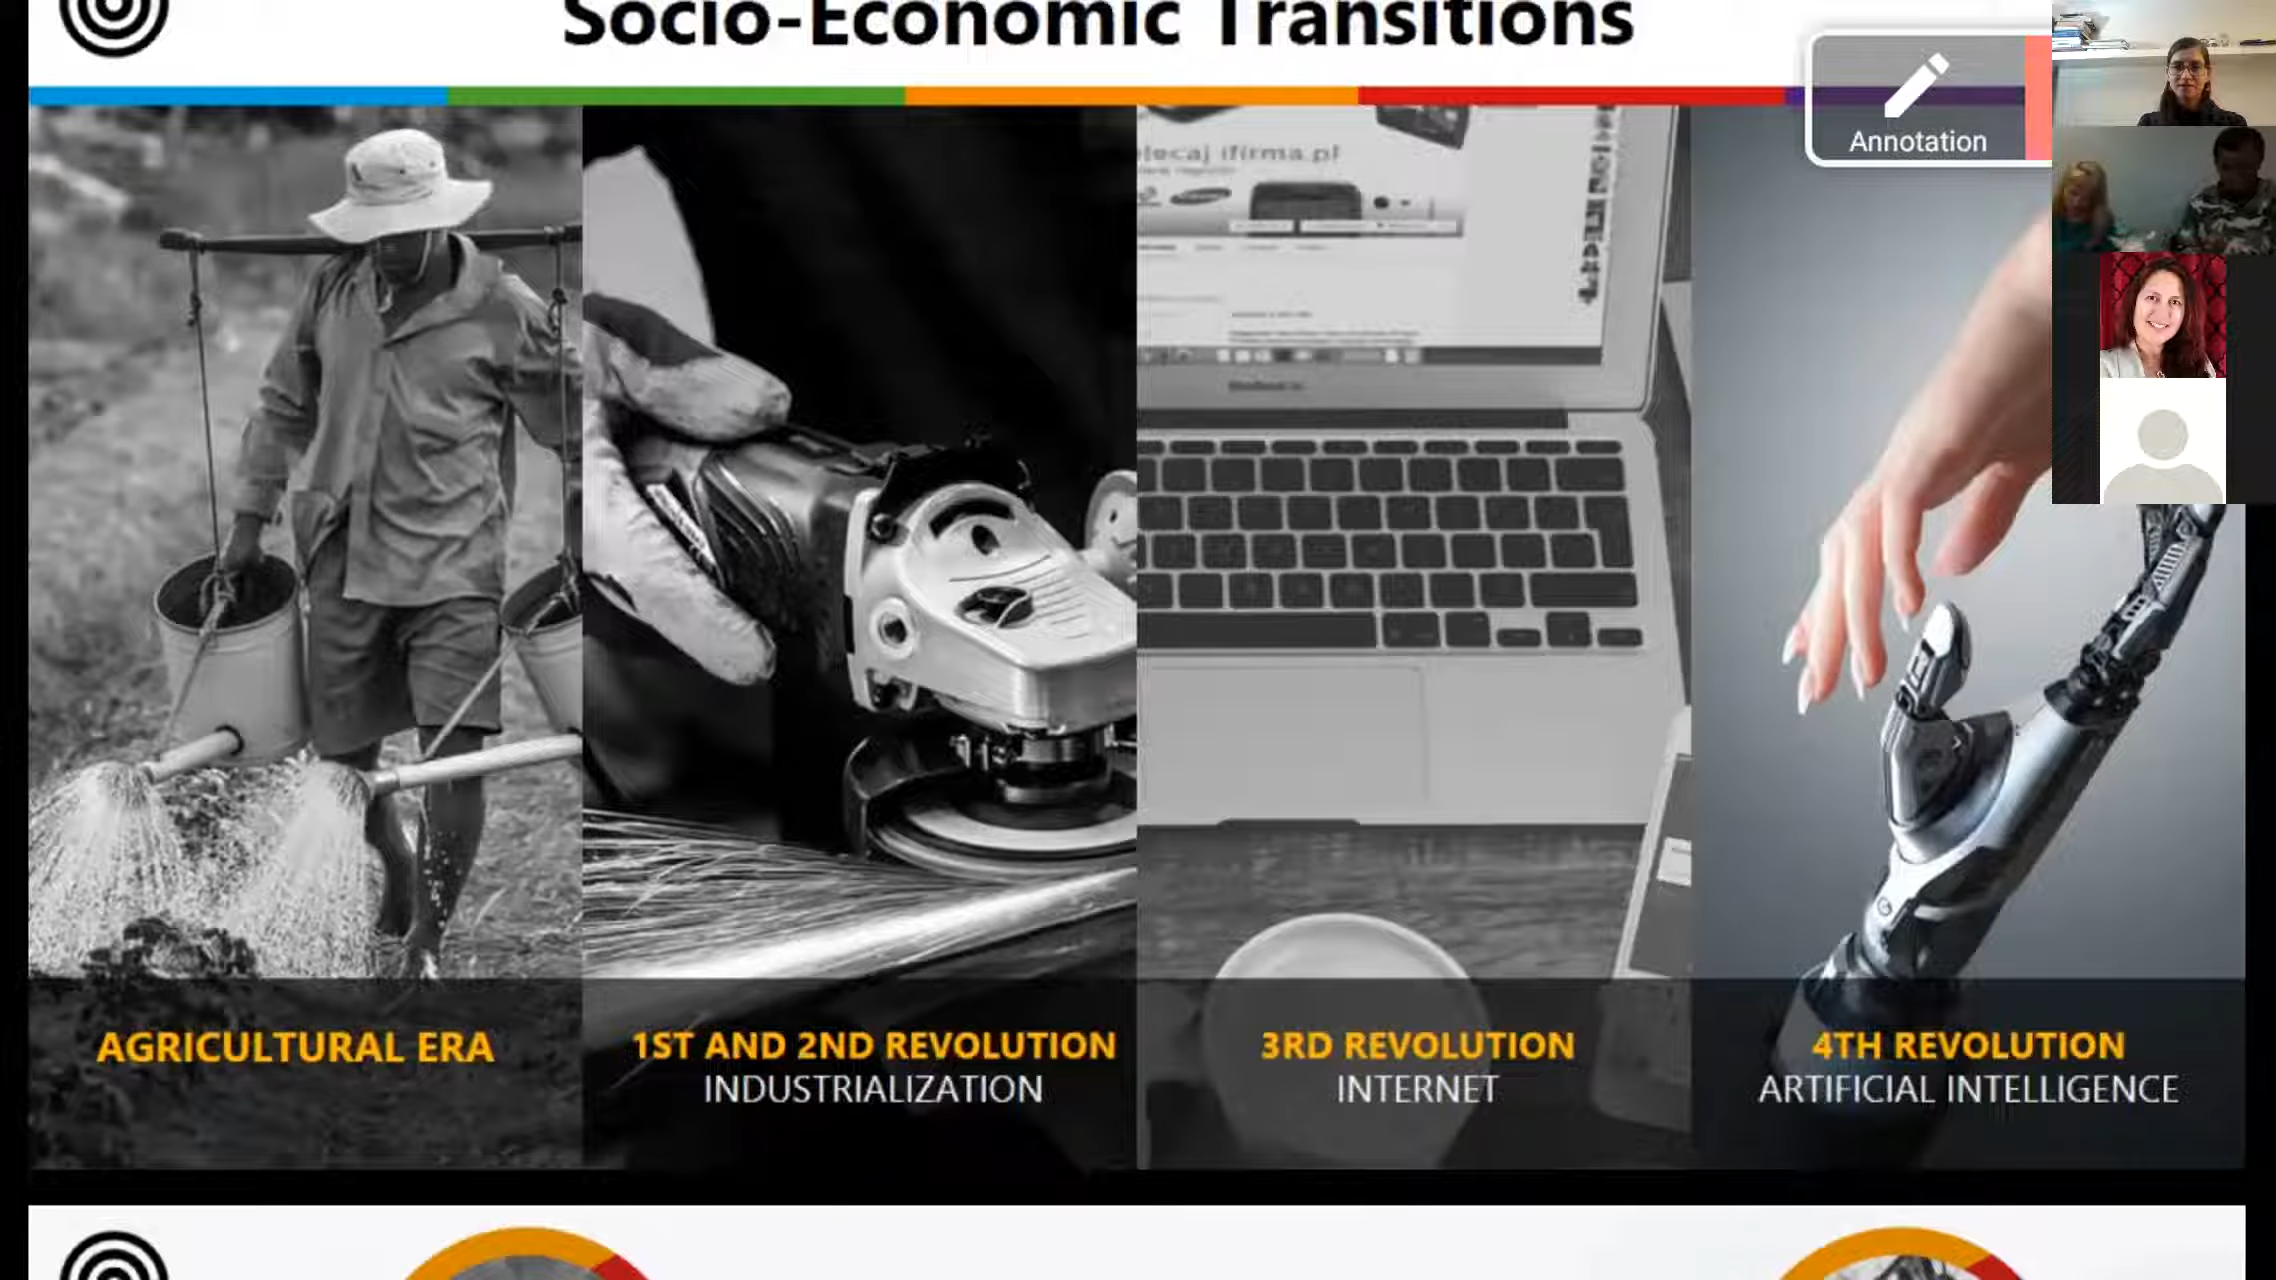 Socio-Economic Transitions
Annotation
lecaj ifirma.pl
AGRICULTURAL ERA
1ST AND 2ND REVOLUTION
INDUSTRIALIZATION
3RD REVOLUTION
INTERNET
4TH REVOLUTION
ARTIFICIAL INTELLIGENCE